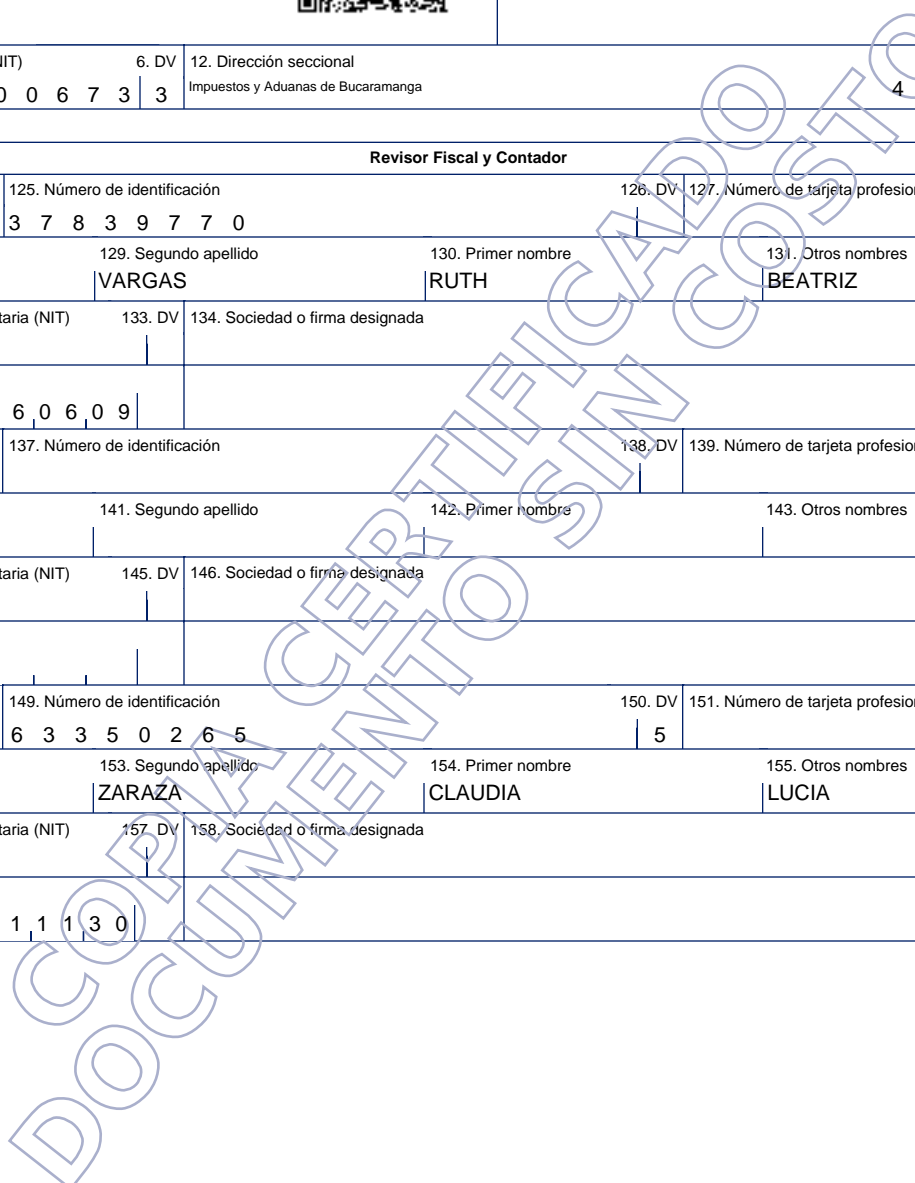 IIT) 6. DV 12. Dirección seccional
0 0 6 7 3 3 Impuestos y Aduanas de Bucaramanga 4
Revisor Fiscal y Contador
125. Número de identificación 126. DV 127. Número de tarjeta profesion
3 7 8 3 9 7 7 0
129. Segundo apellido 130. Primer nombre 131. Otros nombres
VARGAS RUTH BEATRIZ
taria (NIT) 133. DV 134. Sociedad o firma designada
6 0 6 0 9
137. Número de identificación 138. DV 139. Número de tarjeta profesion
141. Segundo apellido 142. Primer nombre 143. Otros nombres
taria (NIT) 145. DV 146. Sociedad o firma designada
149. Número de identificación 150. DV 151. Número de tarjeta profesion
6 3 3 5 0 2 6 5 5
153. Segundo apellido 154. Primer nombre 155. Otros nombres
ZARAZA CLAUDIA LUCIA
taria (NIT) 157. DV 158. Sociedad o firma designada
1 1 1 3 0
COPIA CERTIFICADO
DOCUMENTO SIN COSTO